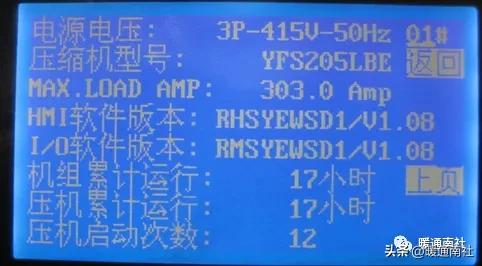 电源电压: 3P-415V-50Hz 01#
压缩机型号: YFS205LBE 返回
MAX.LOAD AMP: 303.0 Amp
HMI软件版本: RHSYEWSD1/V1.08
I/O软件版本: RMSYEWSD1/V1.08
机组累计运行: 17小时 上页
压机累计运行: 17小时
压机启动次数: 12
暖通南社
头条@暖通南社